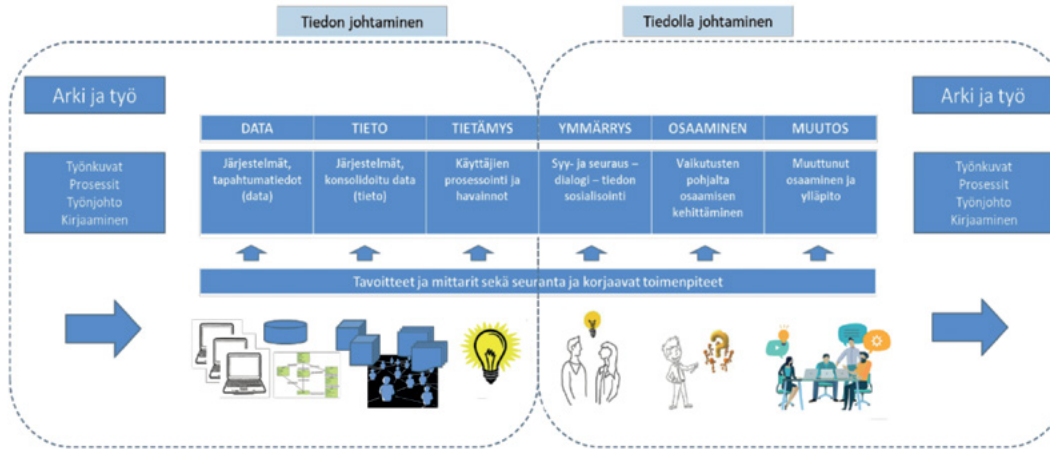 Tiedon johtaminen
Tiedolla johtaminen
Arki ja työ
Työnkuvat
Prosessit
Työnjohto
Kirjaaminen
DATA
TIETO
TIETÄMYS
YMMÄRRYS
OSAAMINEN
MUUTOS
Järjestelmät,
tapahtumatiedot
(data)
Järjestelmät,
konsolidoitu data
(tieto)
Käyttäjien
prosessointi ja
havainnot
Syy- ja seuraus –
dialogi – tiedon
sosialisointi
Vaikutusten
pohjalta
osaamisen
kehittäminen
Muuttunut
osaaminen ja
ylläpito
Tavoitteet ja mittarit sekä seuranta ja korjaavat toimenpiteet
Arki ja työ
Työnkuvat
Prosessit
Työnjohto
Kirjaaminen